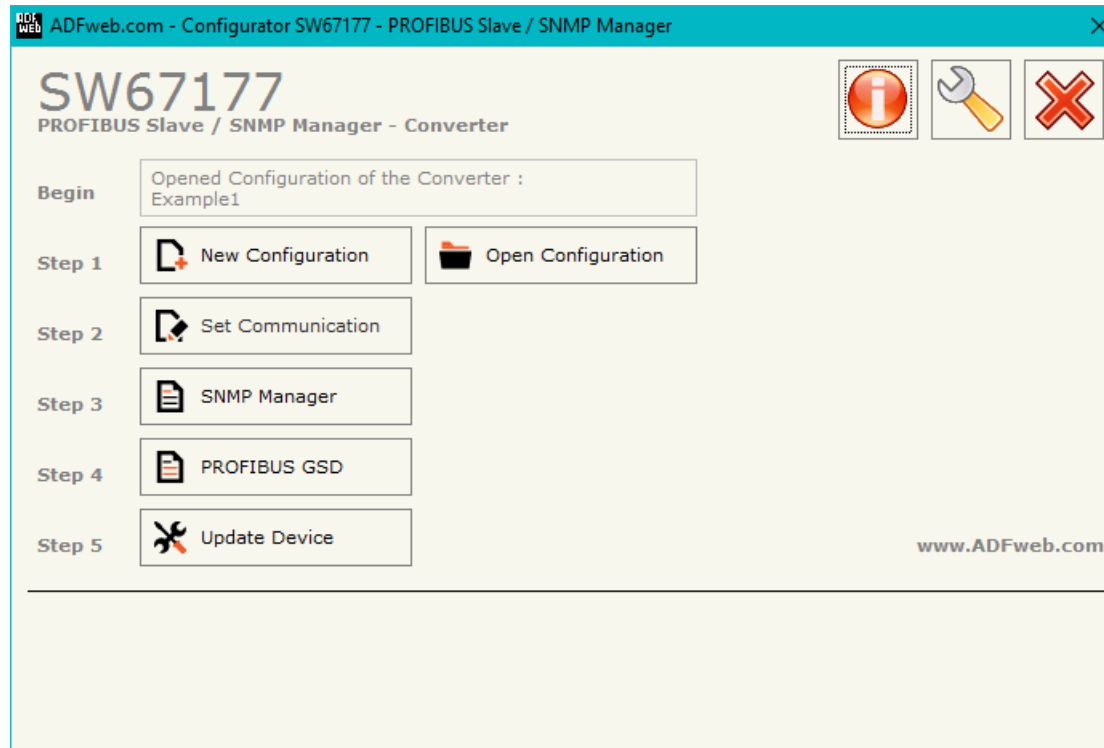 ADF
WEB
ADFweb.com - Configurator SW67177 - PROFIBUS Slave / SNMP Manager
SW67177
PROFIBUS Slave / SNMP Manager - Converter
Begin
Opened Configuration of the Converter :
Example1
Step 1
New Configuration
Open Configuration
Step 2
Set Communication
Step 3
SNMP Manager
Step 4
PROFIBUS GSD
Step 5
Update Device
www.ADFweb.com